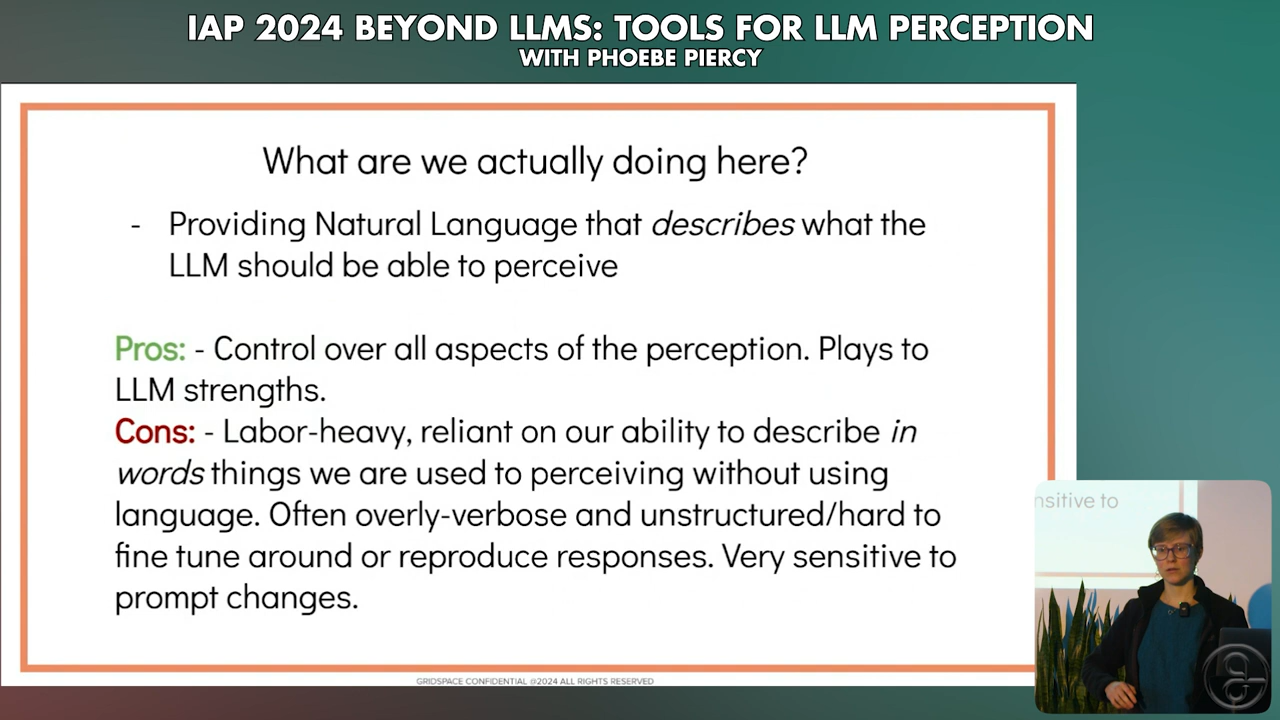 IAP 2024 BEYOND LLMS: TOOLS FOR LLM PERCEPTION
WITH PHOEBE PIERCY
What are we actually doing here?
- Providing Natural Language that describes what the
LLM should be able to perceive
Pros: - Control over all aspects of the perception. Plays to
LLM strengths.
Cons: - Labor-heavy, reliant on our ability to describe in
words things we are used to perceiving without using
language. Often overly-verbose and unstructured/hard to
fine tune around or reproduce responses. Very sensitive to
prompt changes.
nsitive to
GRIDSPACE CONFIDENTIAL @2024 ALL RIGHTS RESERVED